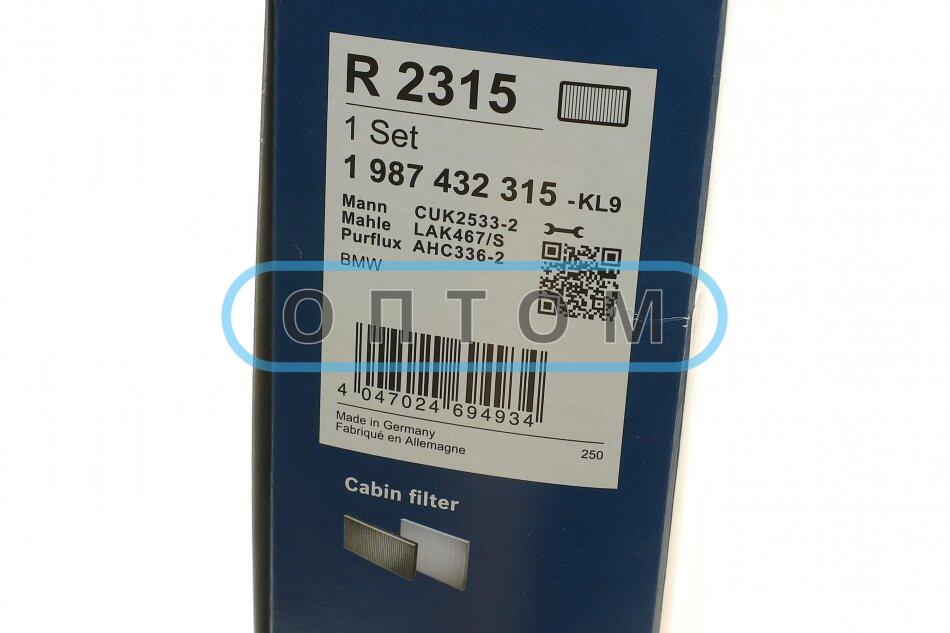 R 2315
1 Set
1 987 432 315 -KL9
Mann CUK2533-2
Mahle LAK467/S
Purflux AHC336-2
BMW
ОПТОМ
4 047024 694934
Made in Germany
Fabriqué en Allemagne
250
Cabin filter